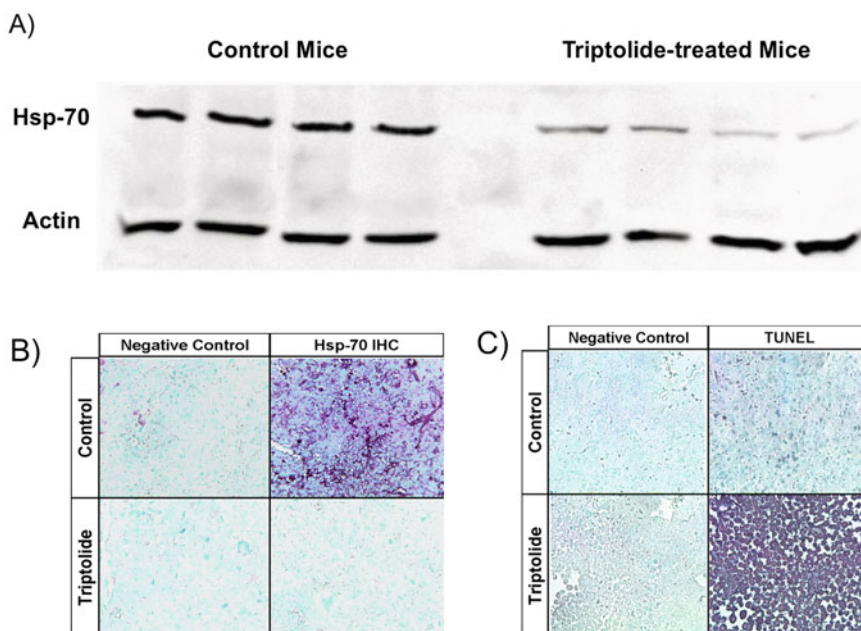 A)
Control Mice Triptolide-treated Mice
Hsp-70
Actin
B)
Negative Control Hsp-70 IHC
Control
Triptolide
C)
Negative Control TUNEL
Control
Triptolide